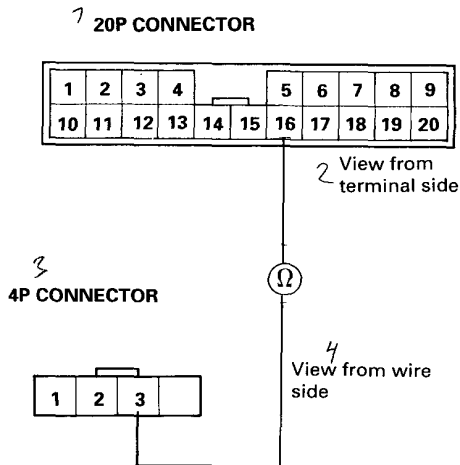 1 20P CONNECTOR
1 2 3 4 5 6 7 8 9
10 11 12 13 14 15 16 17 18 19 20
2 View from
terminal side
Ω
3
4P CONNECTOR
4
View from wire
side
1 2 3